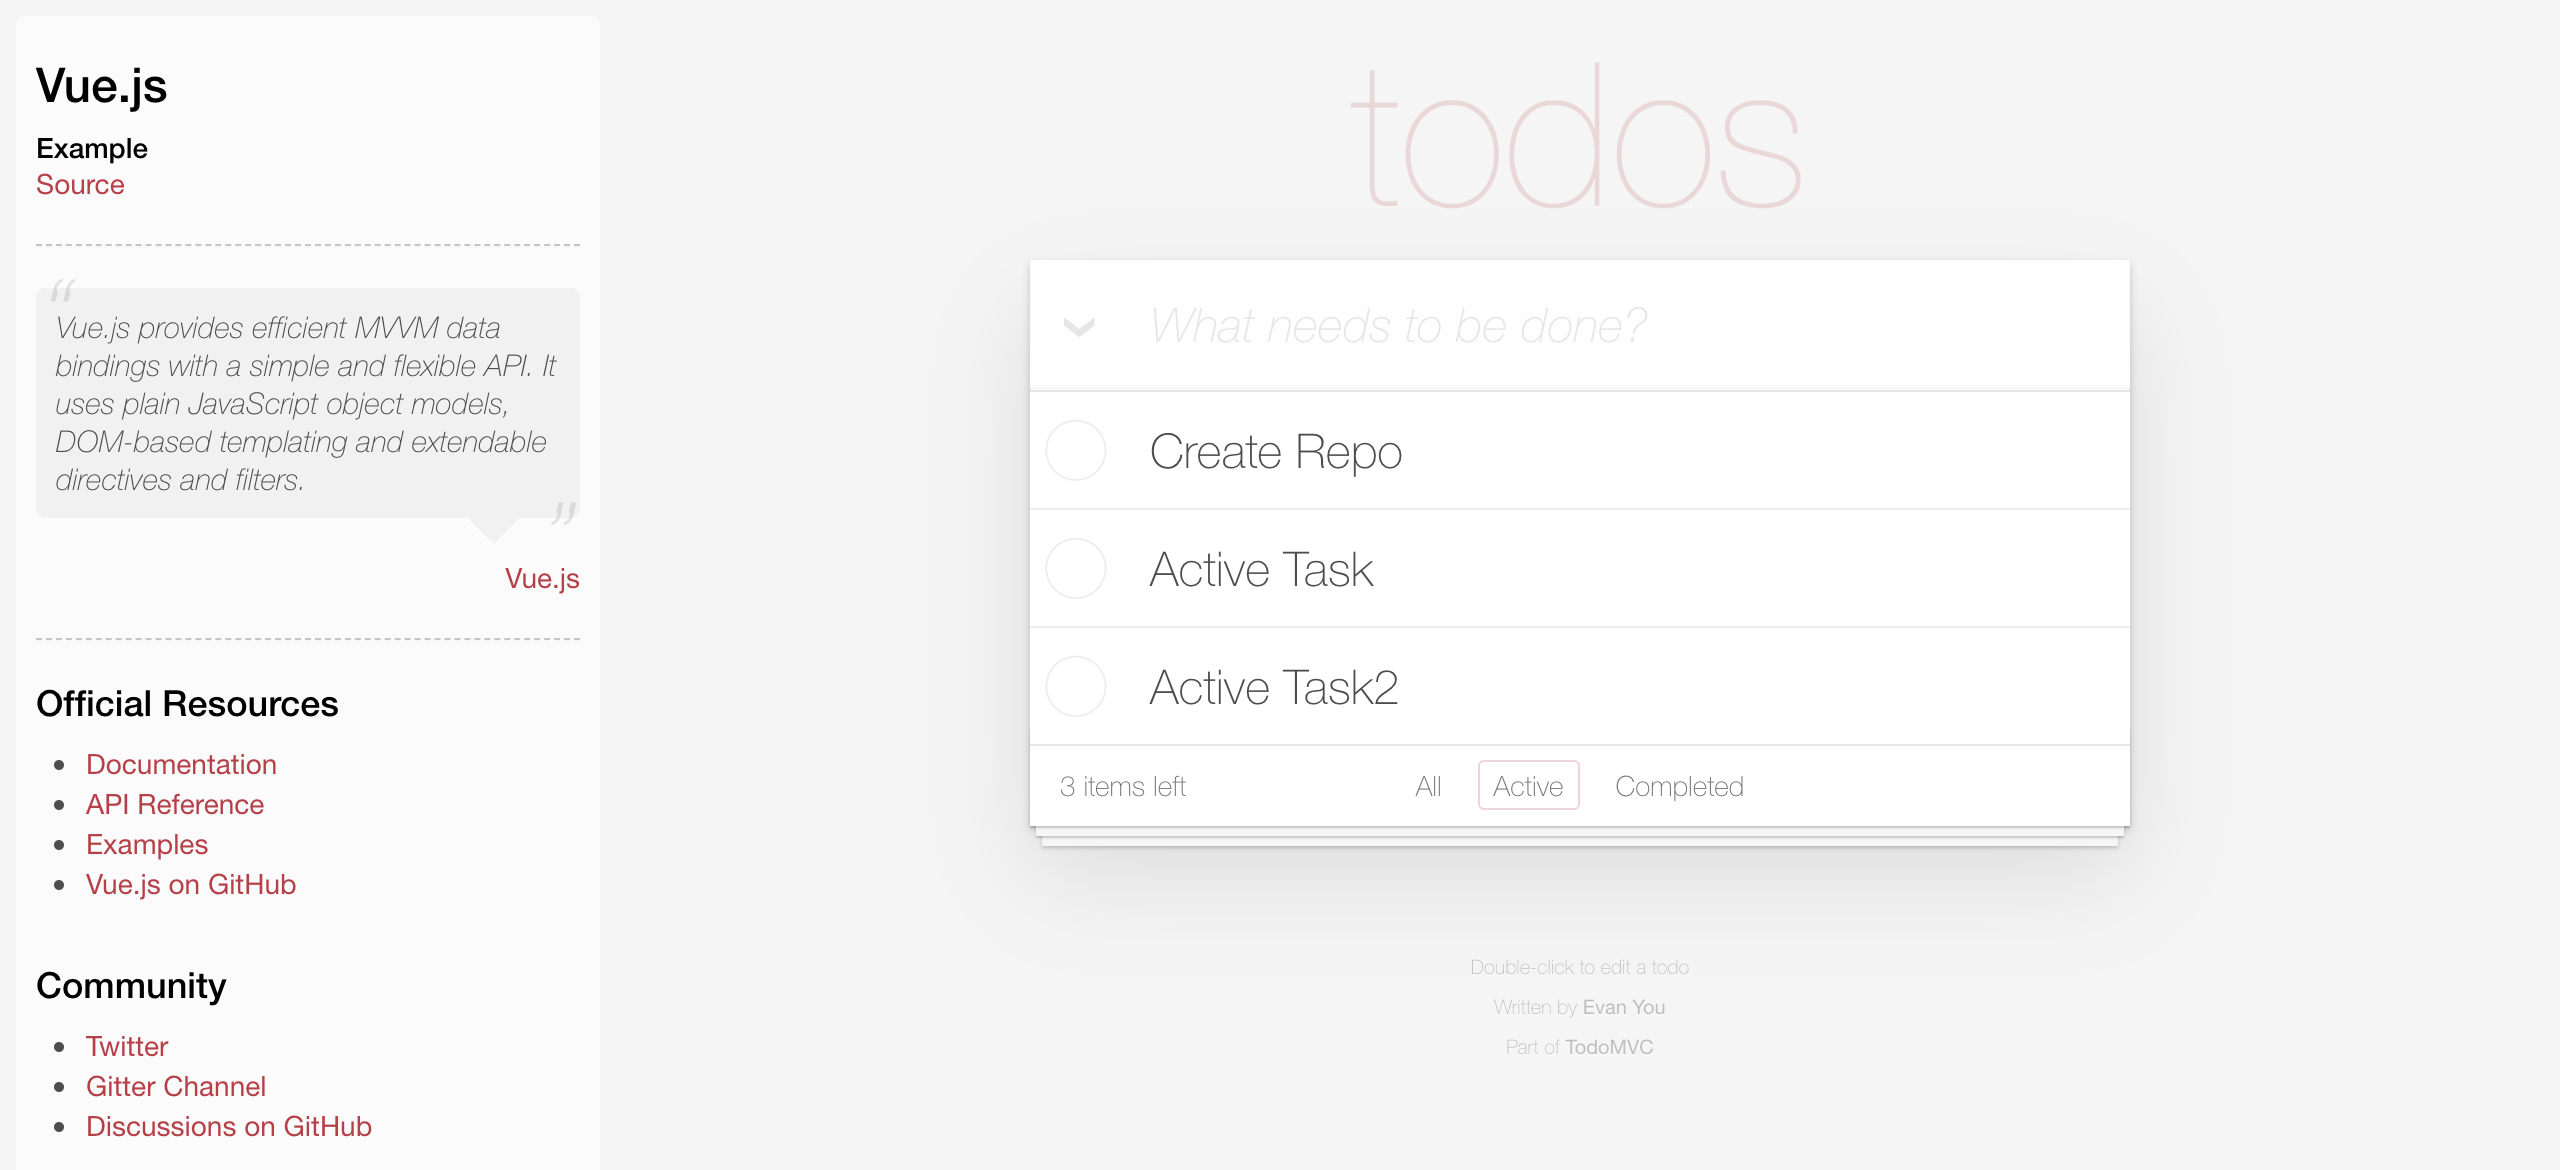 Vue.js
Example
Source
“
Vue.js provides efficient MVVM data
bindings with a simple and flexible API. It
uses plain JavaScript object models,
DOM-based templating and extendable
directives and filters.
”
Vue.js
Official Resources
• Documentation
• API Reference
• Examples
• Vue.js on GitHub
Community
• Twitter
• Gitter Channel
• Discussions on GitHub
todos
What needs to be done?
Create Repo
Active Task
Active Task2
3 items left All Active Completed
Double-click to edit a todo
Written by Evan You
Part of TodoMVC